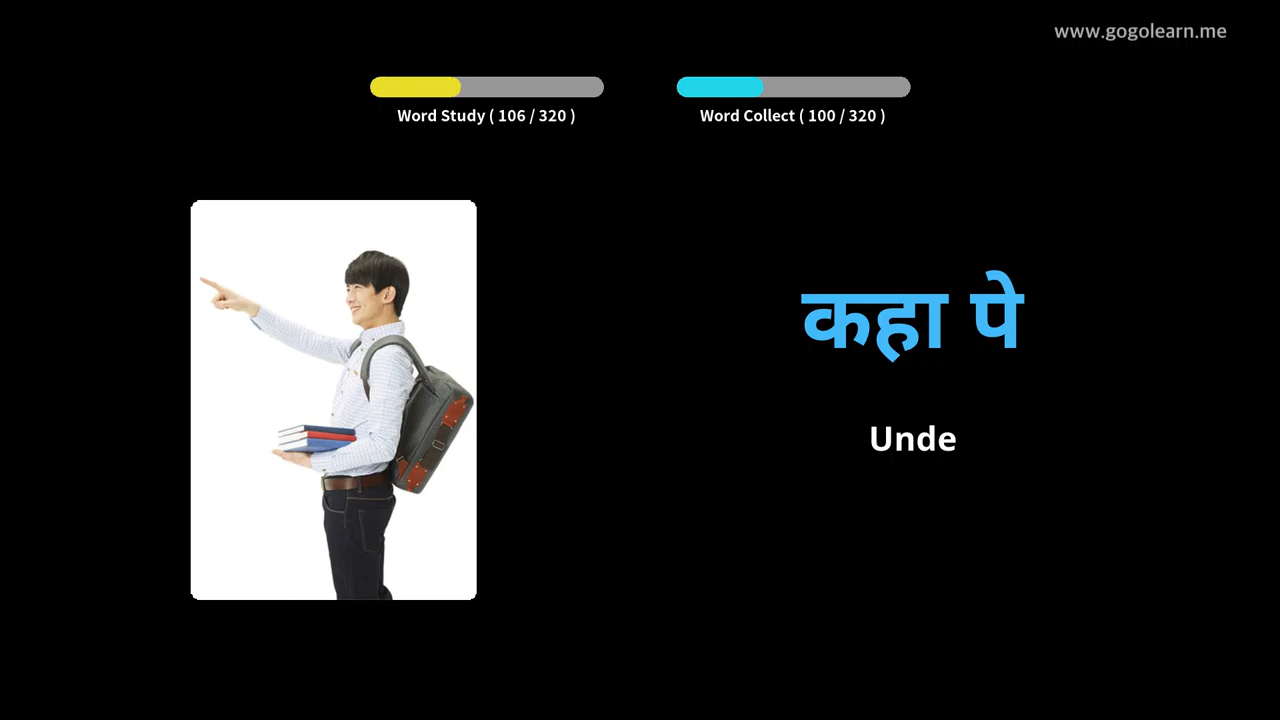 www.gogolearn.me
Word Study ( 106 / 320 )
Word Collect ( 100 / 320 )
कहा पे
Unde